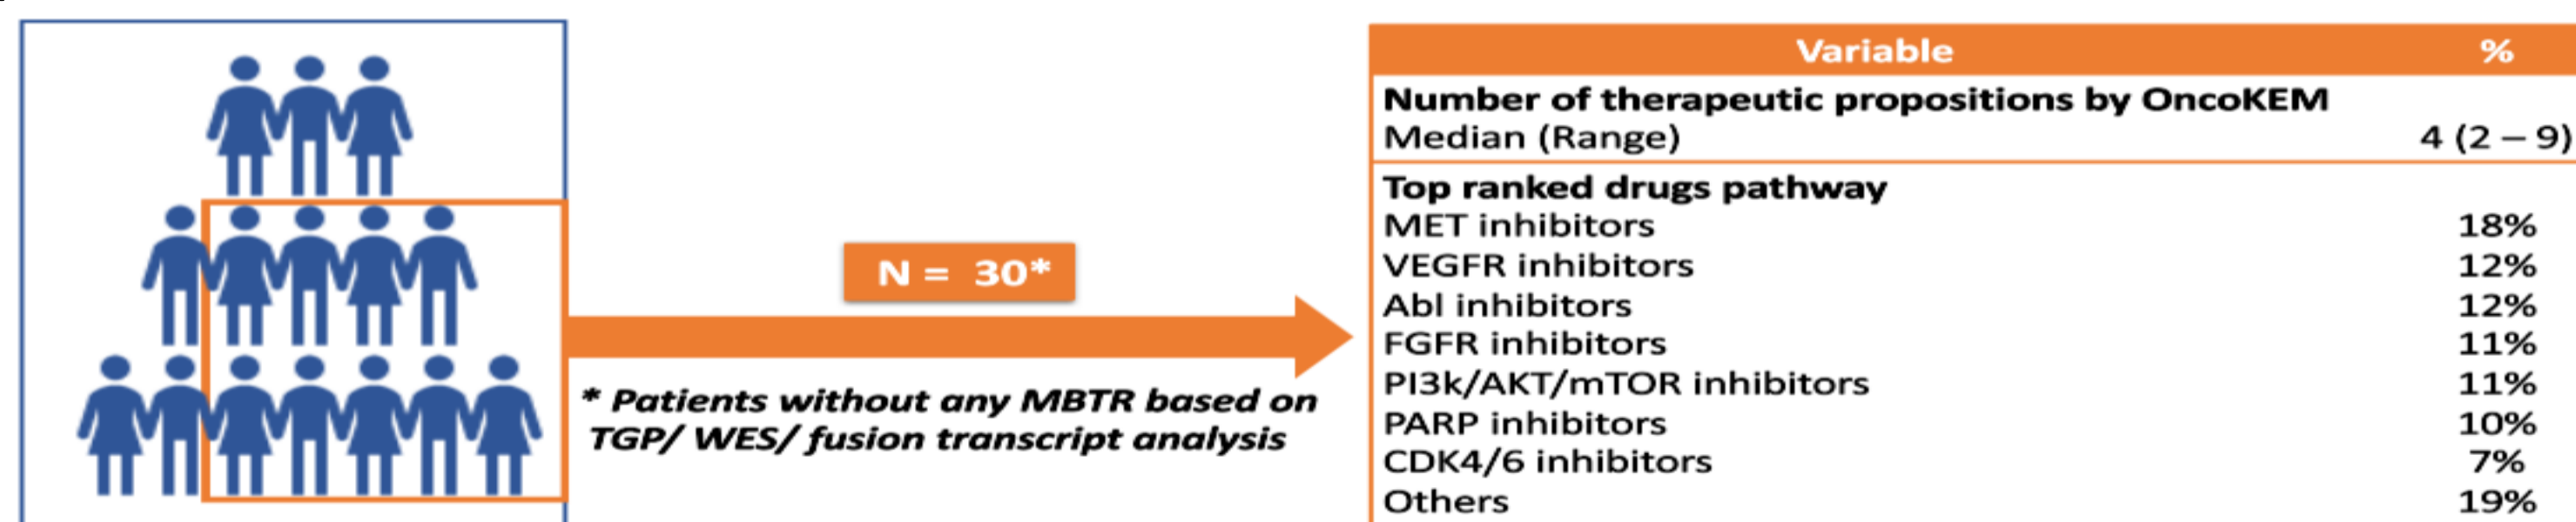 N = 30*
* Patients without any MBTR based on
TGP/ WES/ fusion transcript analysis
Variable %
Number of therapeutic propositions by OncoKEM
Median (Range) 4 (2 – 9)
Top ranked drugs pathway
MET inhibitors 18%
VEGFR inhibitors 12%
Abl inhibitors 12%
FGFR inhibitors 11%
PI3k/AKT/mTOR inhibitors 11%
PARP inhibitors 10%
CDK4/6 inhibitors 7%
Others 19%